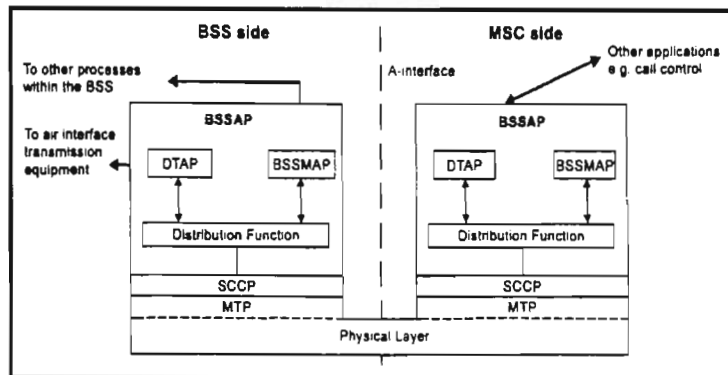 BSS side
MSC side
To other processes
within the BSS
A-interface
Other applications
e.g. call control
BSSAP
BSSAP
To air interface
transmission
equipment
DTAP
BSSMAP
DTAP
BSSMAP
Distribution Function
Distribution Function
SCCP
SCCP
MTP
MTP
Physical Layer